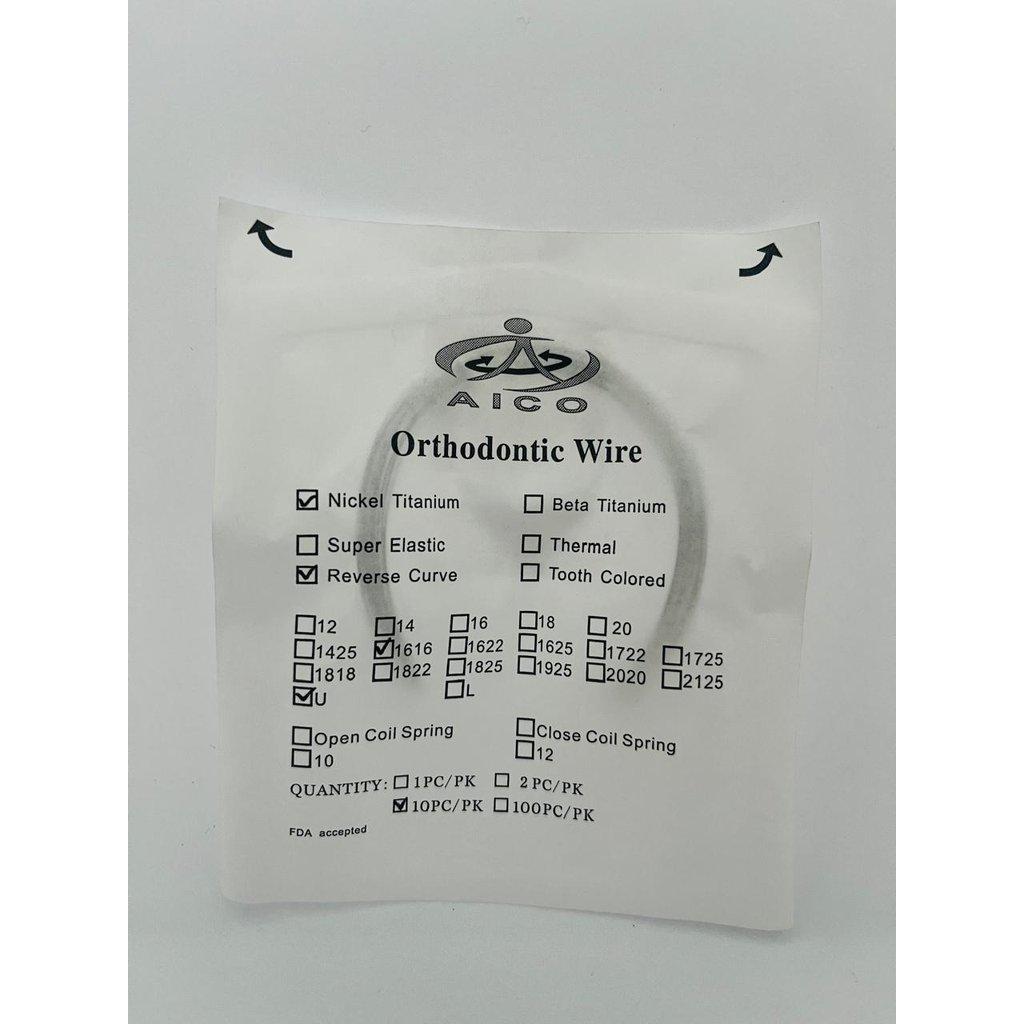 AICO
Orthodontic Wire
Nickel Titanium Beta Titanium
Super Elastic Thermal
Reverse Curve Tooth Colored
12 14 16 18 20
1425 1616 1622 1625 1722 1725
1818 1822 1825 1925 2020 2125
U L
Open Coil Spring Close Coil Spring
10 12
QUANTITY: 1PC/PK 2PC/PK
10PC/PK 100PC/PK
FDA accepted